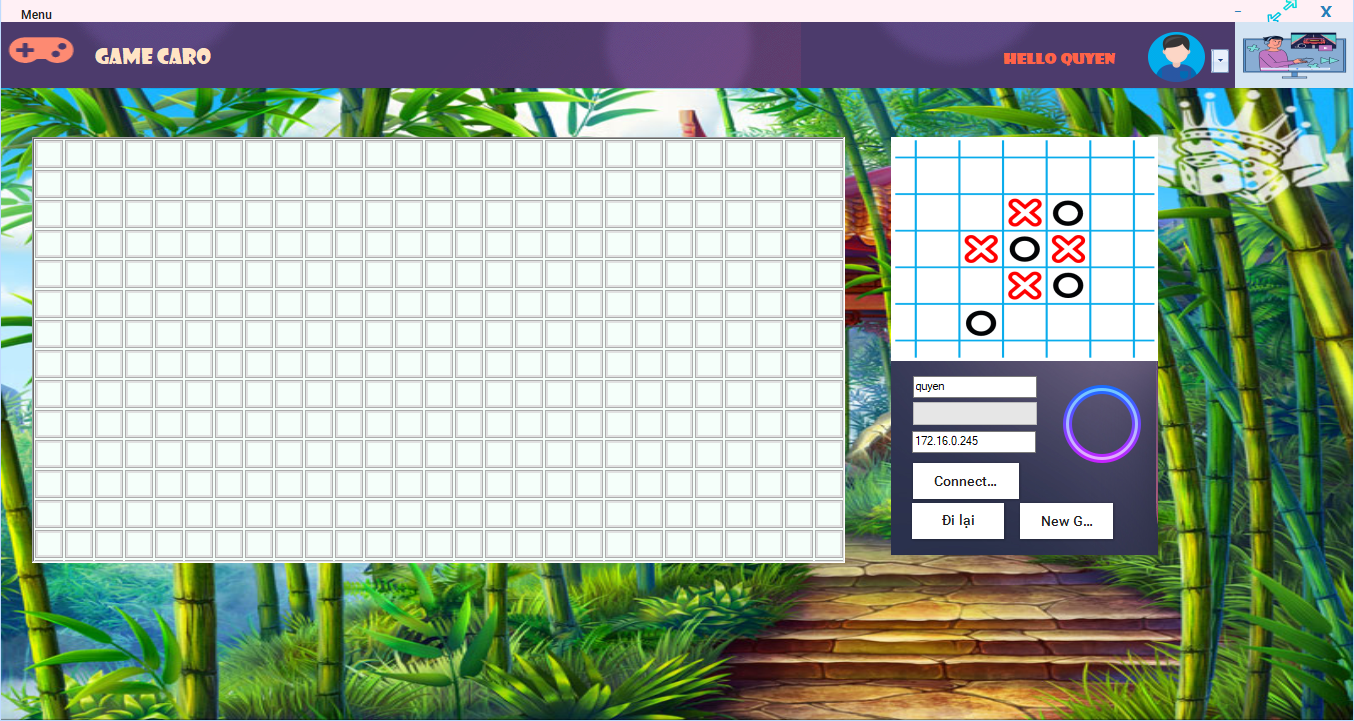 Menu
GAME CARO
HELLO QUYEN
quyen
172.16.0.245
Connect...
Đi lại
New G...